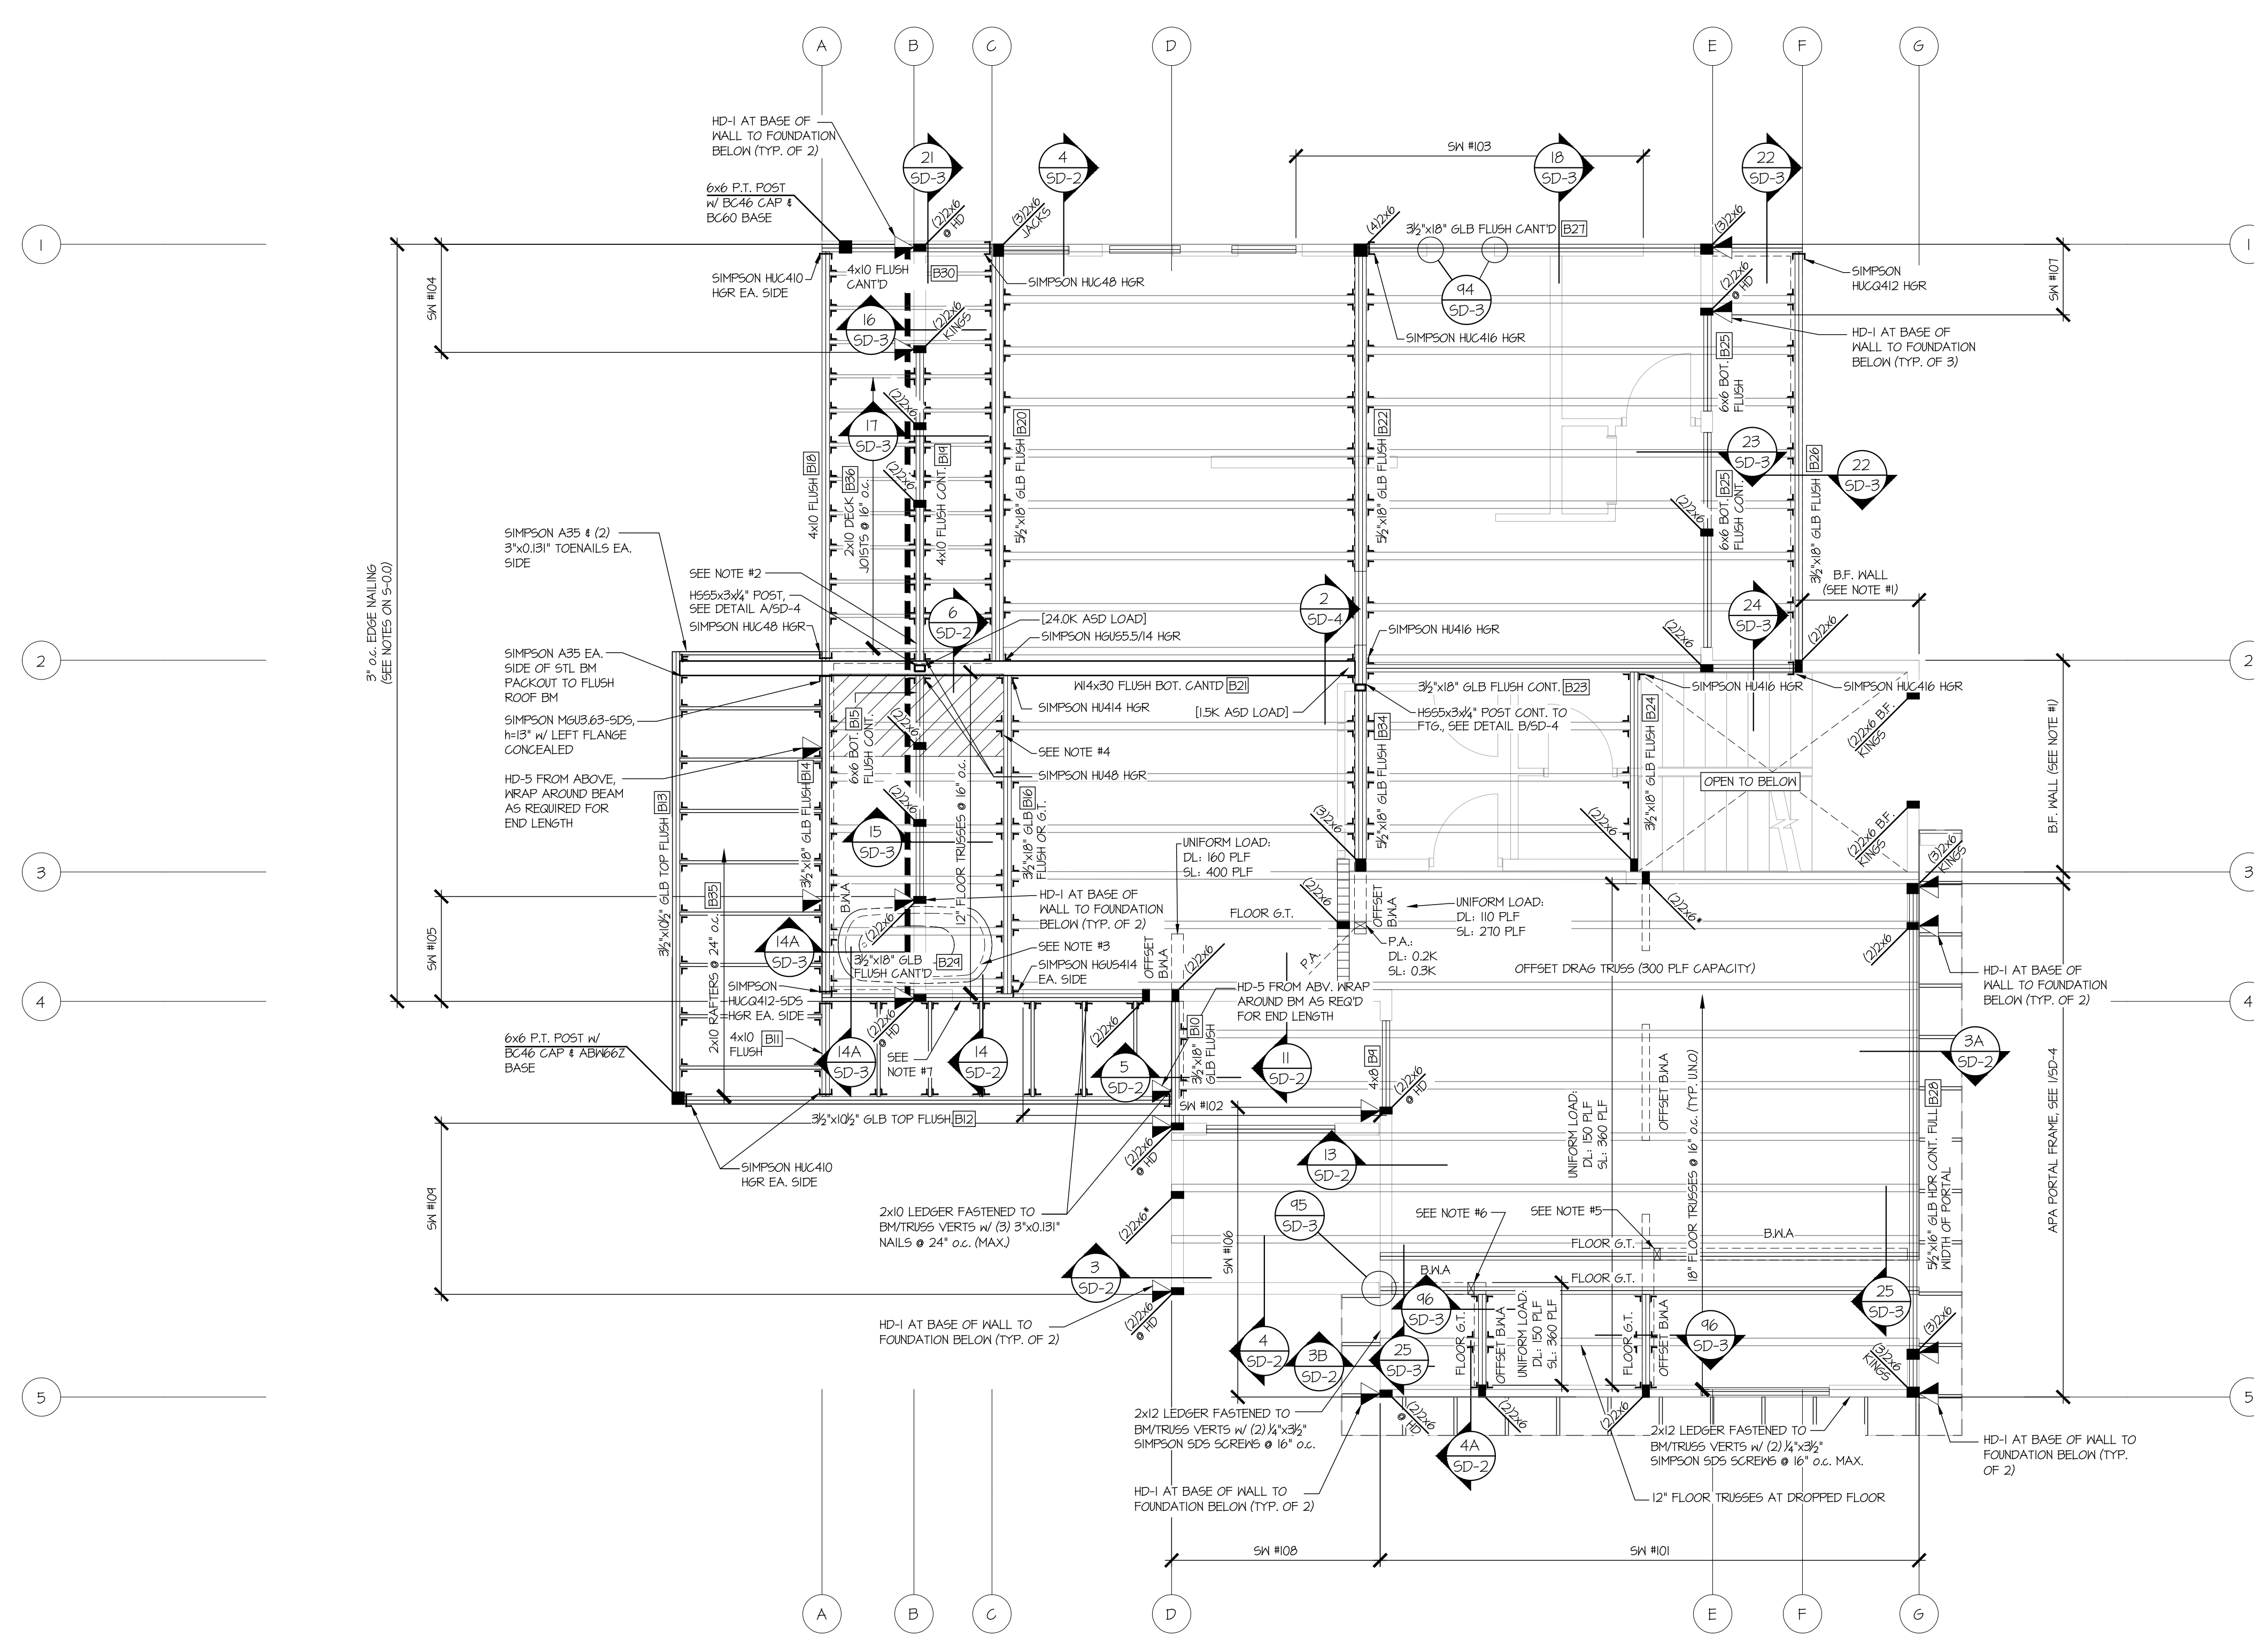 A
B
C
D
E
F
G
HD-1 AT BASE OF
WALL TO FOUNDATION
BELOW (TYP. OF 2)
21
SD-3
4
SD-2
SW #103
18
SD-3
22
SD-3
6x6 P.T. POST
W/ BC46 CAP &
BC60 BASE
(2)2x6
@ HD
(3)2x6
JACKS
(4)2x6
3½"x18" GLB FLUSH CANT'D B27
(3)2x6
1
1
SIMPSON HUC410
HGR EA. SIDE
4x10 FLUSH
CANT'D
B30
SIMPSON HUC48 HGR
94
SD-3
(2)2x6
@ HD
SIMPSON
HUCQ412 HGR
SW #104
SW #107
16
SD-3
(2)2x6
KINGS
SIMPSON HUC416 HGR
HD-1 AT BASE OF
WALL TO FOUNDATION
BELOW (TYP. OF 3)
6x6 BOT. B25
FLUSH
(2)2x6
17
SD-3
4x10 FLUSH B18
2x10 DECK B36
JOISTS @ 16" o.c.
(2)2x6
4x10 FLUSH CONT. B19
5½"x18" GLB FLUSH B20
5½"x18" GLB FLUSH B22
23
SD-3
22
SD-3
(2)2x6
6x6 BOT. B25
FLUSH CONT.
3½"x18" GLB FLUSH B26
3" o.c. EDGE NAILING
(SEE NOTES ON S-0.0)
SIMPSON A35 & (2)
3"x0.131" TOENAILS EA.
SIDE
SEE NOTE #2
HSS5x3x¼" POST,
SEE DETAIL A/SD-4
SIMPSON HUC48 HGR
6
SD-2
[24.0K ASD LOAD]
SIMPSON HGUS5.5/14 HGR
2
SD-4
SIMPSON HU416 HGR
24
SD-3
B.F. WALL
(SEE NOTE #1)
(2)2x6
(2)2x6
2
2
SIMPSON A35 EA.
SIDE OF STL BM
PACKOUT TO FLUSH
ROOF BM
W14x30 FLUSH BOT. CANTD B21
3½"x18" GLB FLUSH CONT. B23
SIMPSON HU416 HGR
SIMPSON HUC416 HGR
SIMPSON HU414 HGR
[1.5K ASD LOAD]
HSS5x3x¼" POST CONT. TO
FTG., SEE DETAIL B/SD-4
SIMPSON MGU3.63-SDS,
h=13" W/ LEFT FLANGE
CONCEALED
6x6 BOT. B15
FLUSH CONT.
(2)2x6
SEE NOTE #4
SIMPSON HU48 HGR
5½"x18" GLB FLUSH B34
3½"x18" GLB FLUSH B24
(2)2x6 B.F.
KINGS
OPEN TO BELOW
B.F. WALL (SEE NOTE #1)
HD-5 FROM ABOVE,
WRAP AROUND BEAM
AS REQUIRED FOR
END LENGTH
3½"x10½" GLB TOP FLUSH B13
3½"x18" GLB FLUSH B14
(2)2x6
15
SD-3
12" FLOOR TRUSSES @ 16" o.c.
3½"x18" GLB B16
FLUSH OR G.T.
(3)2x6
(2)2x6
(2)2x6 B.F.
KINGS
(3)2x6
KINGS
UNIFORM LOAD:
DL: 160 PLF
SL: 400 PLF
3
3
2x10 RAFTERS @ 24" o.c. B35
B.W.A
HD-1 AT BASE OF
WALL TO FOUNDATION
BELOW (TYP. OF 2)
(2)2x6
FLOOR G.T.
OFFSET
B.W.A
UNIFORM LOAD:
DL: 110 PLF
SL: 270 PLF
(2)2x6*
SW #105
14A
SD-3
(2)2x6
3½"x18" GLB
FLUSH CANT'D
B29
SEE NOTE #3
SIMPSON HGUS414
EA. SIDE
OFFSET
B.W.A
(2)2x6
P.A.
P.A.:
DL: 0.2K
SL: 0.3K
OFFSET DRAG TRUSS (300 PLF CAPACITY)
(2)2x6
HD-1 AT BASE OF
WALL TO FOUNDATION
BELOW (TYP. OF 2)
4
4
SIMPSON
HUCQ412-SDS
HGR EA. SIDE
(2)2x6
@ HD
(2)2x6
HD-5 FROM ABV. WRAP
AROUND BM AS REQ'D
FOR END LENGTH
6x6 P.T. POST W/
BC46 CAP & ABW66Z
BASE
4x10 B11
FLUSH
14A
SD-3
SEE
NOTE #7
14
SD-2
5
SD-2
3½"x18" B10
GLB FLUSH
11
SD-2
4x8 B9
(2)2x6
@ HD
3A
SD-2
SW #102
3½"x10½" GLB TOP FLUSH B12
UNIFORM LOAD:
DL: 150 PLF
SL: 360 PLF
OFFSET B.W.A
18" FLOOR TRUSSES @ 16" o.c. (TYP. U.N.O)
5½"x16" GLB HDR CONT. FULL B28
WIDTH OF PORTAL
APA PORTAL FRAME, SEE 1/SD-4
SIMPSON HUC410
HGR EA. SIDE
(2)2x6
@ HD
13
SD-2
SW #109
2x10 LEDGER FASTENED TO
BM/TRUSS VERTS W/ (3) 3"x0.131"
NAILS @ 24" o.c. (MAX.)
(2)2x6*
95
SD-3
SEE NOTE #6
SEE NOTE #5
SW #106
FLOOR G.T.
B.W.A
3
SD-2
B.W.A
FLOOR G.T.
(2)2x6
@ HD
HD-1 AT BASE OF WALL TO
FOUNDATION BELOW (TYP. OF 2)
4
SD-2
3B
SD-2
96
SD-3
25
SD-3
FLOOR G.T.
OFFSET B.W.A
UNIFORM LOAD:
DL: 150 PLF
SL: 360 PLF
FLOOR G.T.
OFFSET B.W.A
96
SD-3
25
SD-3
(3)2x6
(3)2x6
KINGS
5
5
2x12 LEDGER FASTENED TO
BM/TRUSS VERTS W/ (2) ¼"x3½"
SIMPSON SDS SCREWS @ 16" o.c.
(2)2x6
@ HD
(2)2x6
(2)2x6
4A
SD-2
2x12 LEDGER FASTENED TO
BM/TRUSS VERTS W/ (2) ¼"x3½"
SIMPSON SDS SCREWS @ 16" o.c. MAX.
HD-1 AT BASE OF WALL TO
FOUNDATION BELOW (TYP.
OF 2)
HD-1 AT BASE OF WALL TO
FOUNDATION BELOW (TYP. OF 2)
12" FLOOR TRUSSES AT DROPPED FLOOR
SW #108
SW #101
A
B
C
D
E
F
G